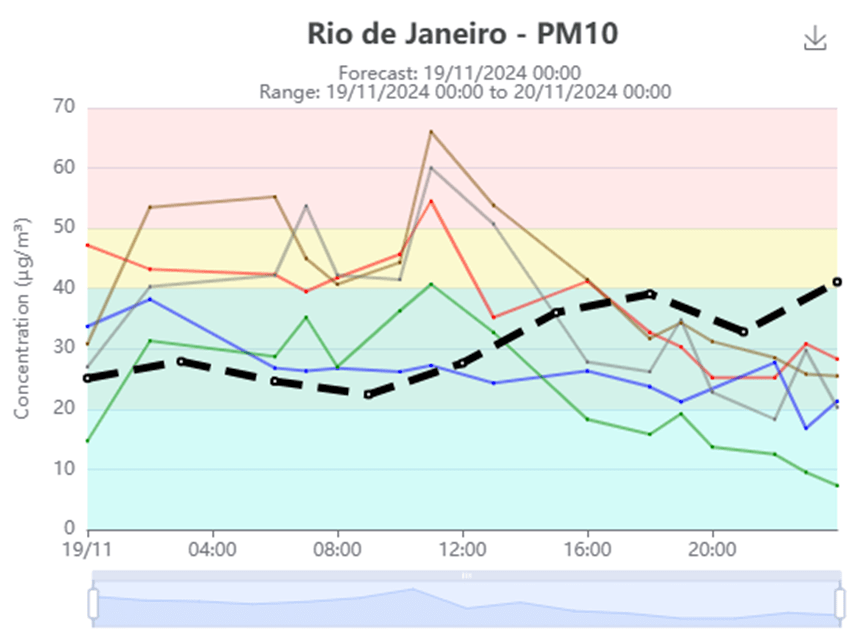 Rio de Janeiro - PM10
Forecast: 19/11/2024 00:00
Range: 19/11/2024 00:00 to 20/11/2024 00:00
Concentration (µg/m³)
70
60
50
40
30
20
10
0
19/11 04:00 08:00 12:00 16:00 20:00